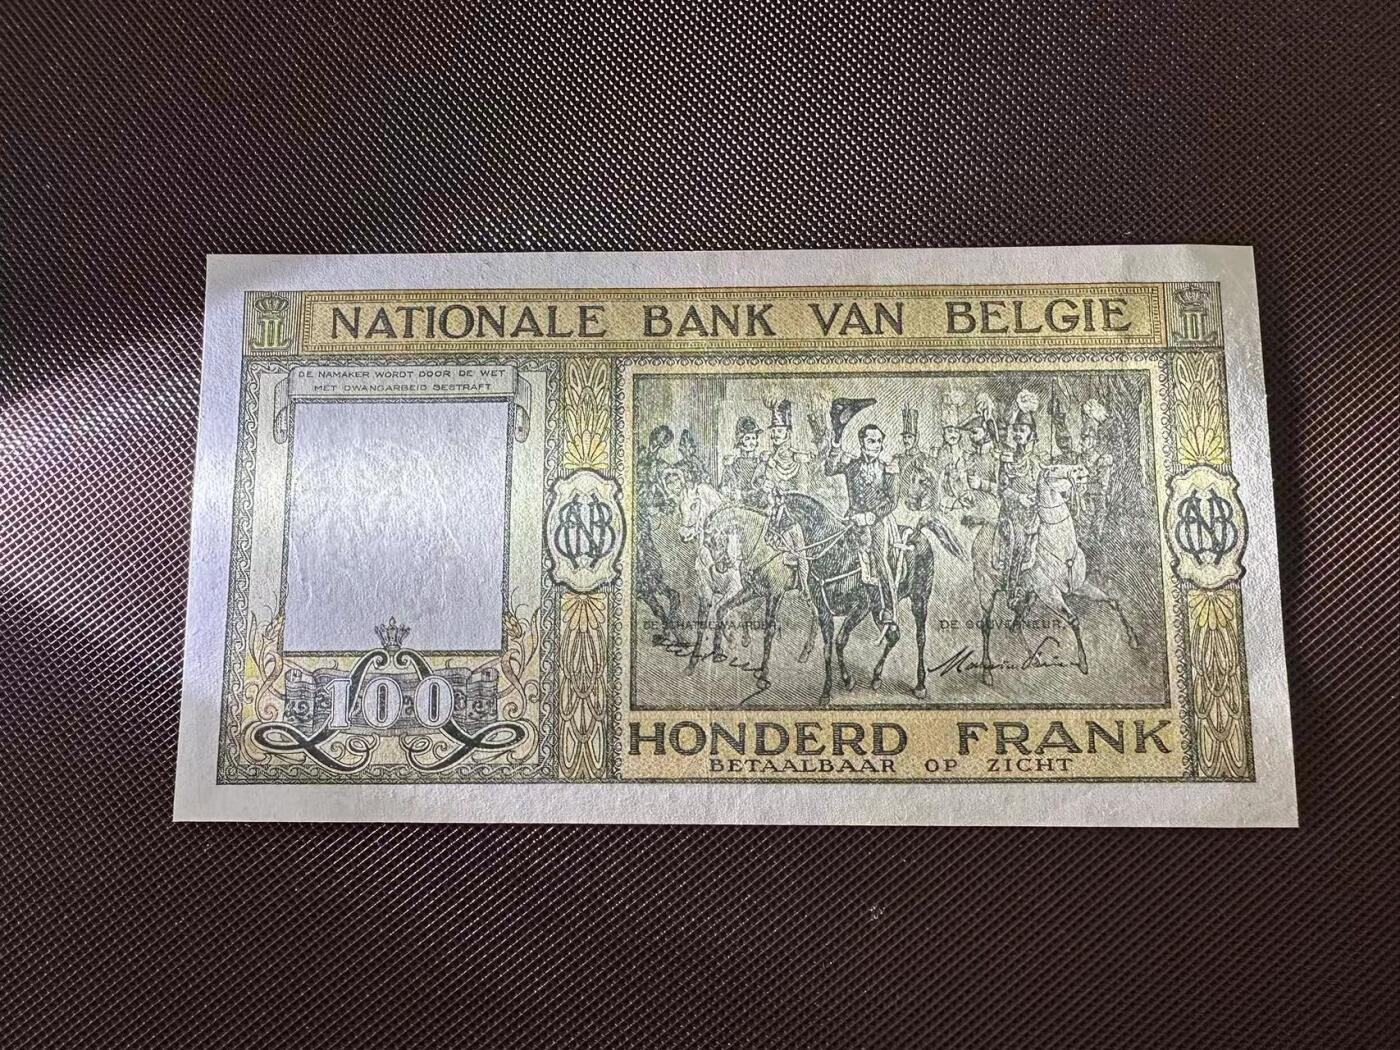 NATIONALE BANK VAN BELGIE
DE NAMAKER WORDT DOOR DE WET
MET DWANGARBEID BESTRAFT
DE SCHATBEWAARDER,
DE GOUVERNEUR.
100
HONDERD FRANK
BETAALBAAR OP ZICHT